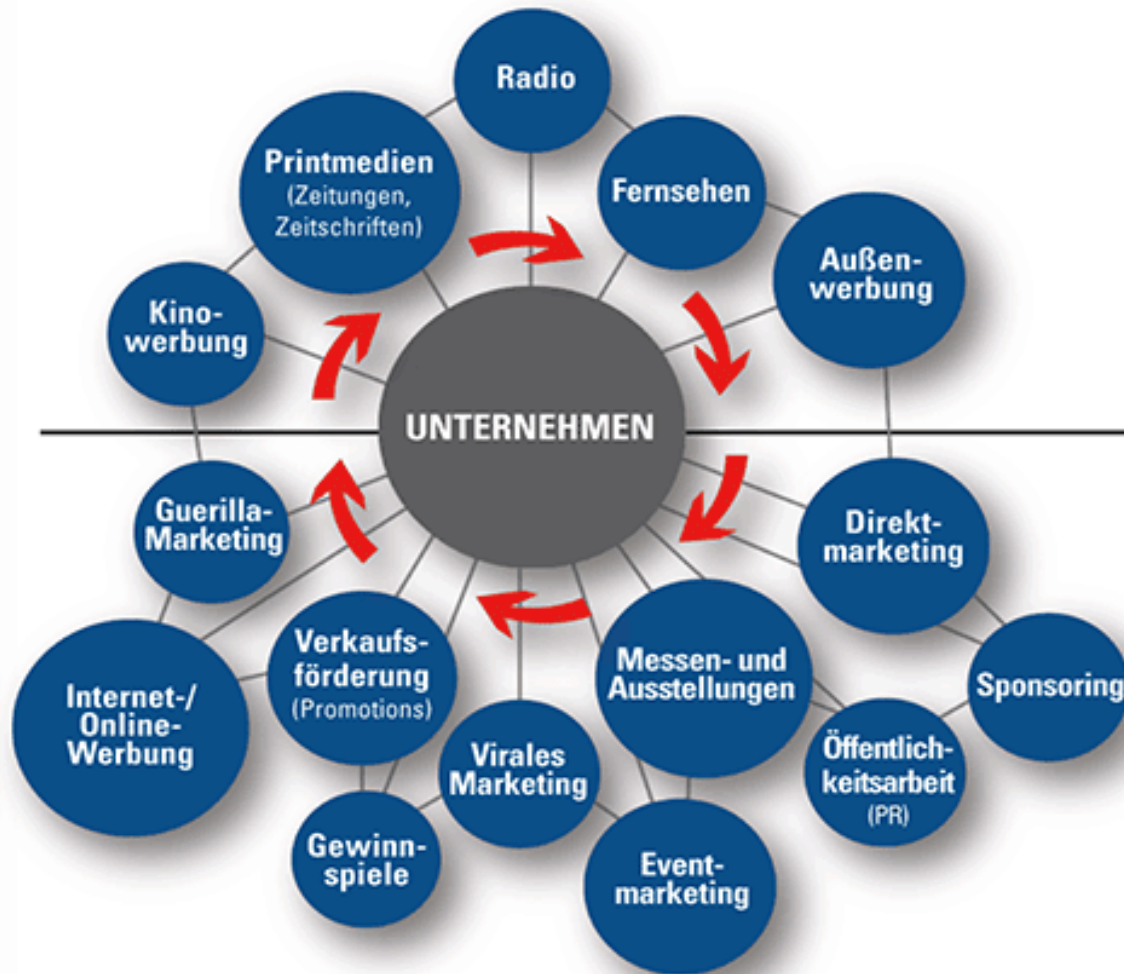 Radio
Printmedien
(Zeitungen,
Zeitschriften)
Fernsehen
Außen-
werbung
Kino-
werbung
UNTERNEHMEN
Guerilla-
Marketing
Direkt-
marketing
Verkaufs-
förderung
(Promotions)
Messen- und
Ausstellungen
Sponsoring
Internet-/
Online-
Werbung
Virales
Marketing
Öffentlich-
keitsarbeit
(PR)
Gewinn-
spiele
Event-
marketing